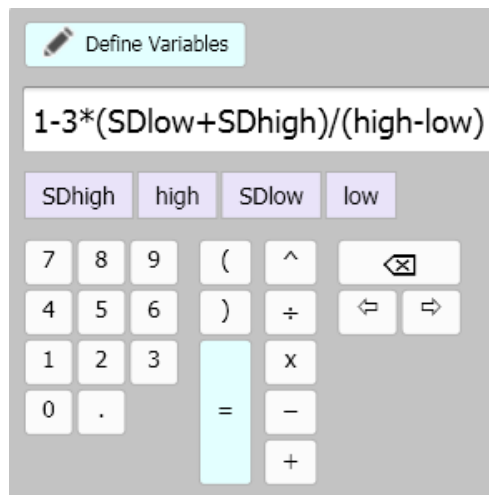 Define Variables
1-3*(SDlow+SDhigh)/(high-low)
SDhigh high SDlow low
7 8 9 ( ^ ⌫
4 5 6 ) ÷ ⇦ ⇨
1 2 3 = x
0 . −
+